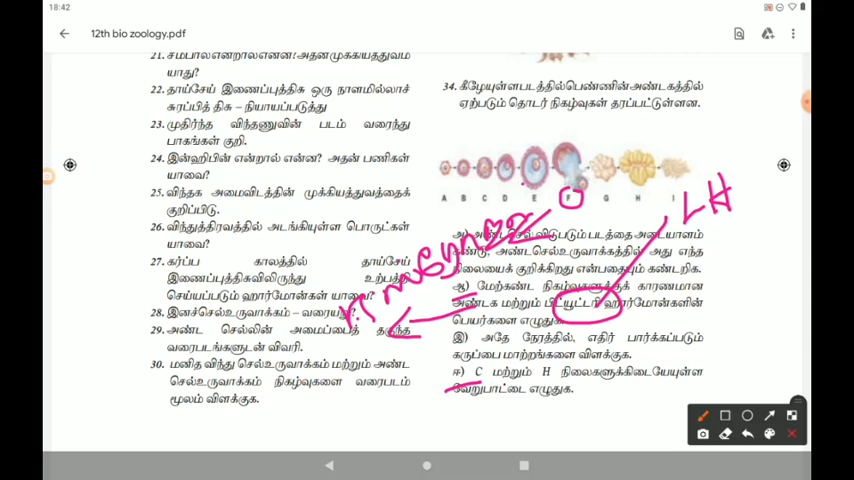 18:42
12th bio zoology.pdf
21. சம்பால் என்றால் என்ன? அதன் முக்கியத்துவம்
யாது?
22. தாய்சேய் இணைப்புத்திசு ஒரு நாளமில்லாச்
சுரப்பித் திசு – நியாயப்படுத்து
23. முதிர்ந்த விந்தணுவின் படம் வரைந்து
பாகங்கள் குறி.
24. இன்ஹிபின் என்றால் என்ன? அதன் பணிகள்
யாவை?
25. விந்தக அமைவிடத்தின் முக்கியத்துவத்தைக்
குறிப்பிடு.
26. விந்துத்திரவத்தில் அடங்கியுள்ள பொருட்கள்
யாவை?
27. கர்ப்ப காலத்தில் தாய்சேய்
இணைப்புத்திசுவிலிருந்து உற்பத்தி
செய்யப்படும் ஹார்மோன்கள் யாவை?
28. இனச்செல்உருவாக்கம் – வரையறு?
29. அண்ட செல்லின் அமைப்பைத் தகுந்த
வரைபடங்களுடன் விவரி.
30. மனித விந்து செல்உருவாக்கம் மற்றும் அண்ட
செல்உருவாக்கம் நிகழ்வுகளை வரைபடம்
மூலம் விளக்குக.
34. கீழேயுள்ள படத்தில் பெண்ணின் அண்டகத்தில்
ஏற்படும் தொடர் நிகழ்வுகள் தரப்பட்டுள்ளன.
A B C D E F G H I
LH
அ) அண்டசெல் விடுபடும் படத்தை அடையாளம்
கண்டு, அண்டசெல்உருவாக்கத்தில் அது எந்த
நிலையைக் குறிக்கிறது என்பதையும் கண்டறிக.
ஆ) மேற்கண்ட நிகழ்வுகளுக்குக் காரணமான
அண்டக மற்றும் பிட்யூட்டரி ஹார்மோன்களின்
பெயர்களை எழுதுக.
இ) அதே நேரத்தில், எதிர் பார்க்கப்படும்
கருப்பை மாற்றங்களை விளக்குக.
ஈ) C மற்றும் H நிலைகளுக்கிடையேயுள்ள
வேறுபாட்டை எழுதுக.